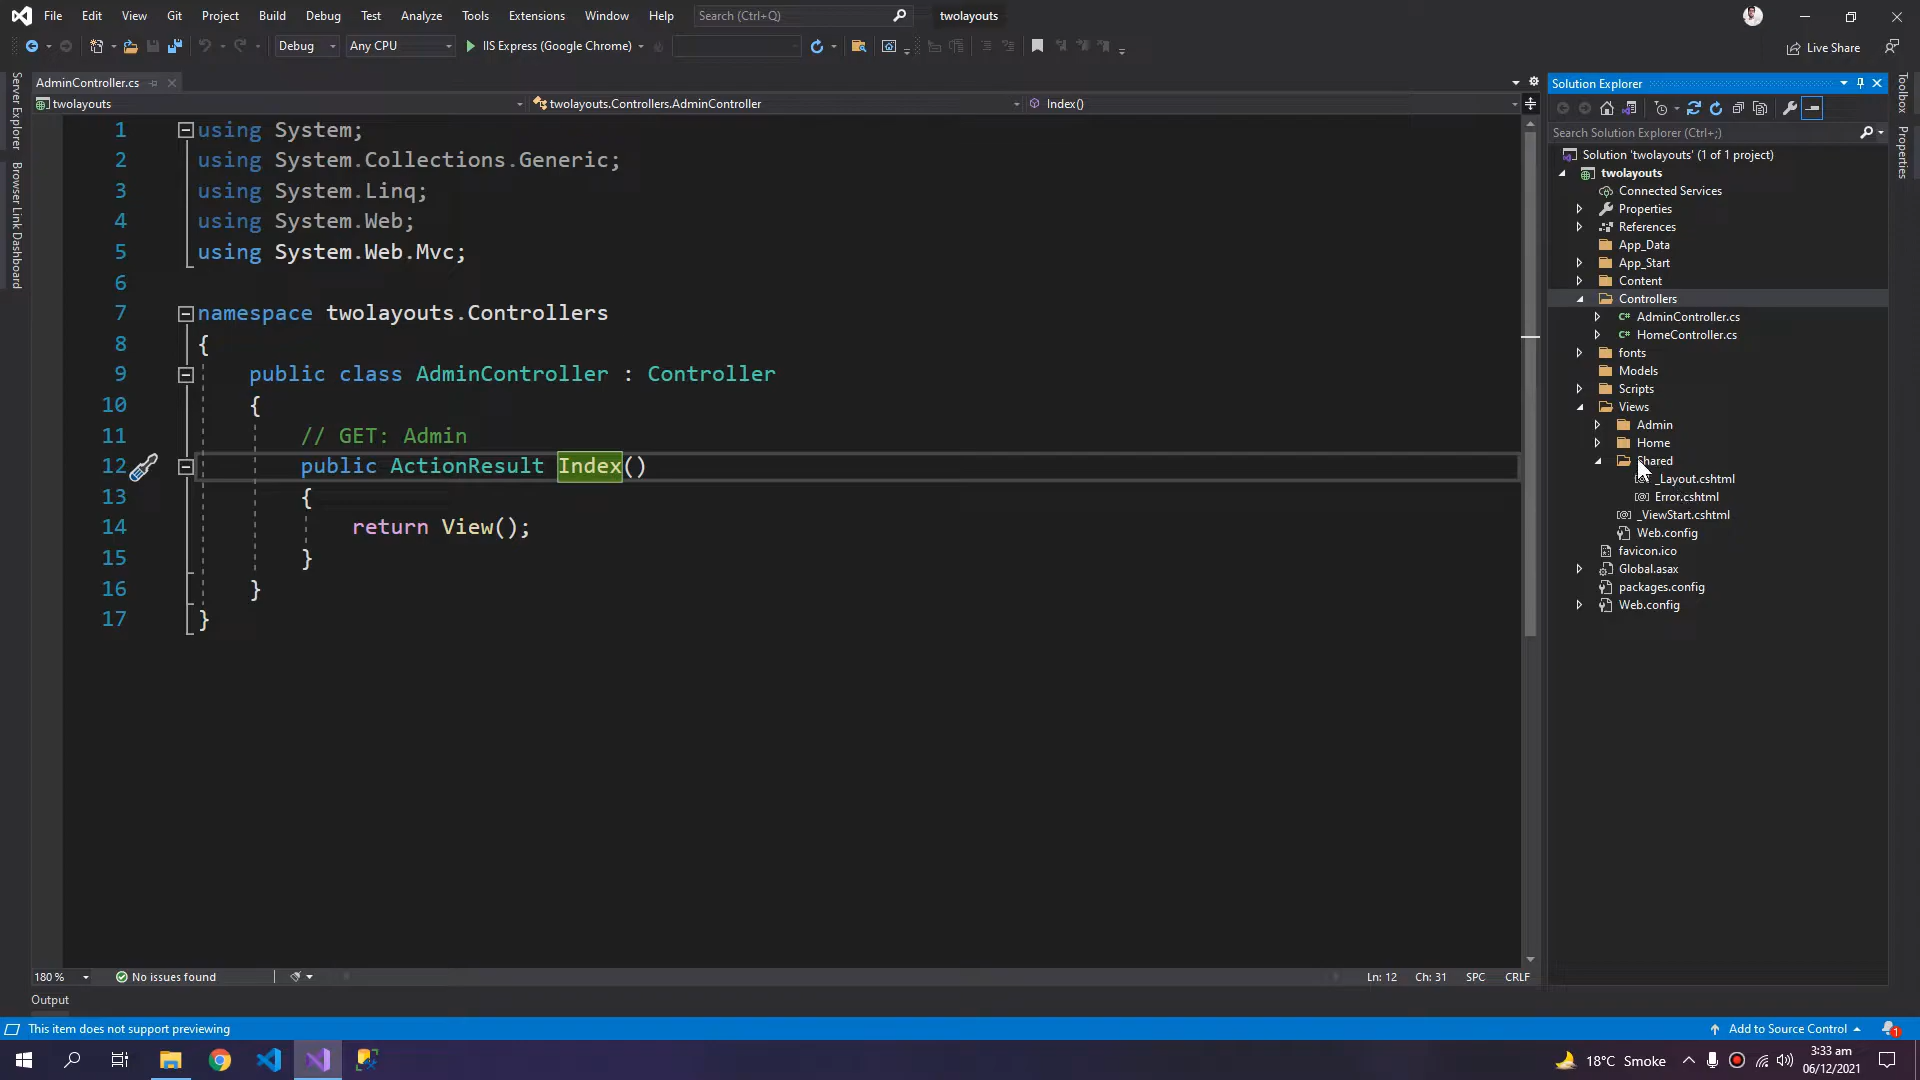 File Edit View Git Project Build Debug Test Analyze Tools Extensions Window Help Search (Ctrl+Q) twolayouts
Debug Any CPU IIS Express (Google Chrome) Live Share
Server Explorer
Browser Link Dashboard
AdminController.cs
twolayouts twolayouts.Controllers.AdminController Index()
1 using System;
2 using System.Collections.Generic;
3 using System.Linq;
4 using System.Web;
5 using System.Web.Mvc;
6
7 namespace twolayouts.Controllers
8 {
9 public class AdminController : Controller
10 {
11 // GET: Admin
12 public ActionResult Index()
13 {
14 return View();
15 }
16 }
17 }
180 % No issues found Ln: 12 Ch: 31 SPC CRLF
Output
Solution Explorer
Search Solution Explorer (Ctrl+;)
Solution 'twolayouts' (1 of 1 project)
twolayouts
Connected Services
Properties
References
App_Data
App_Start
Content
Controllers
C# AdminController.cs
C# HomeController.cs
fonts
Models
Scripts
Views
Admin
Home
Shared
_Layout.cshtml
Error.cshtml
_ViewStart.cshtml
Web.config
favicon.ico
Global.asax
packages.config
Web.config
Toolbox
Properties
This item does not support previewing Add to Source Control 1
18°C Smoke 3:33 am
06/12/2021